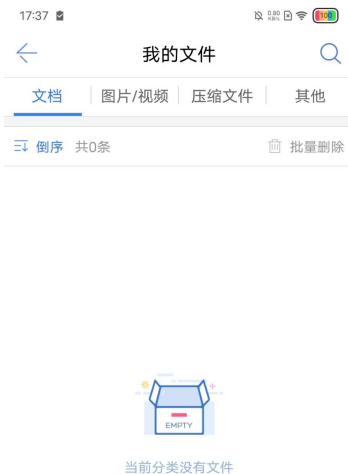 17:37 0.80 KB/s 100
我的文件
文档 图片/视频 压缩文件 其他
倒序 共0条 批量删除
EMPTY
当前分类没有文件